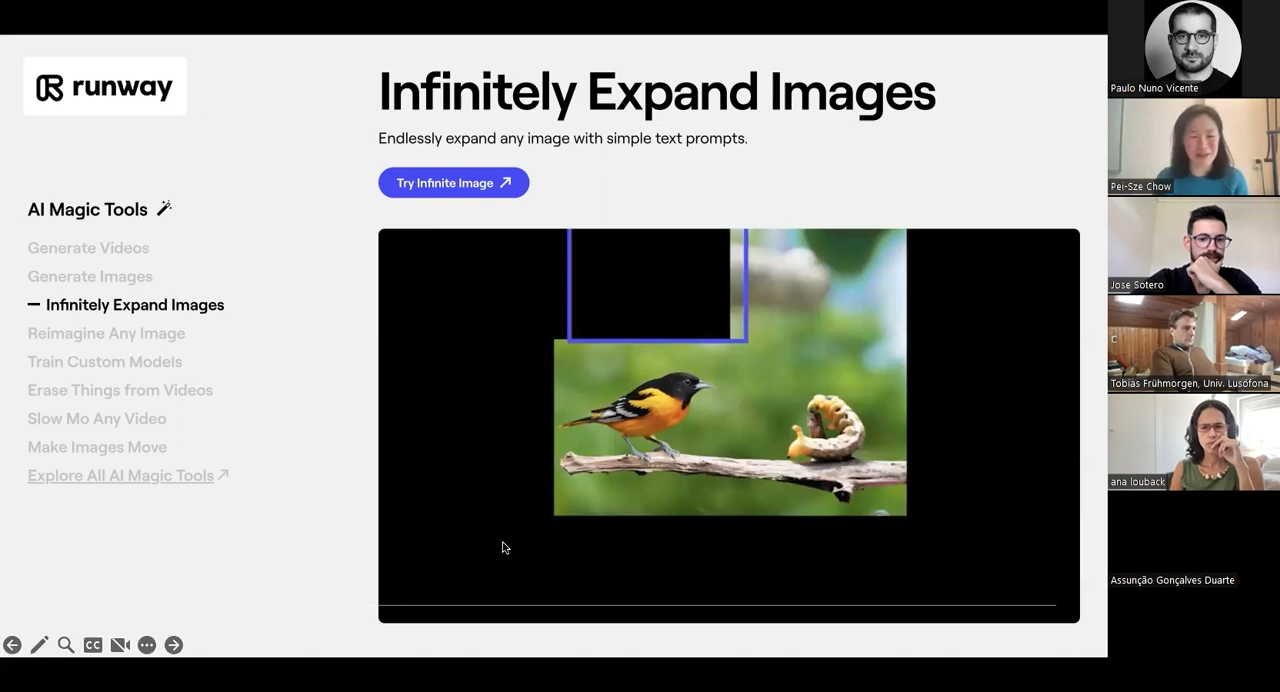 runway
Infinitely Expand Images
Endlessly expand any image with simple text prompts.
Try Infinite Image
AI Magic Tools
Generate Videos
Generate Images
Infinitely Expand Images
Reimagine Any Image
Train Custom Models
Erase Things from Videos
Slow Mo Any Video
Make Images Move
Explore All AI Magic Tools
CC
Paulo Nuno Vicente
Pei-Sze Chow
Jose Sotero
Tobias Frühmorgen, Univ. Lusófona
ana louback
Assunção Gonçalves Duarte